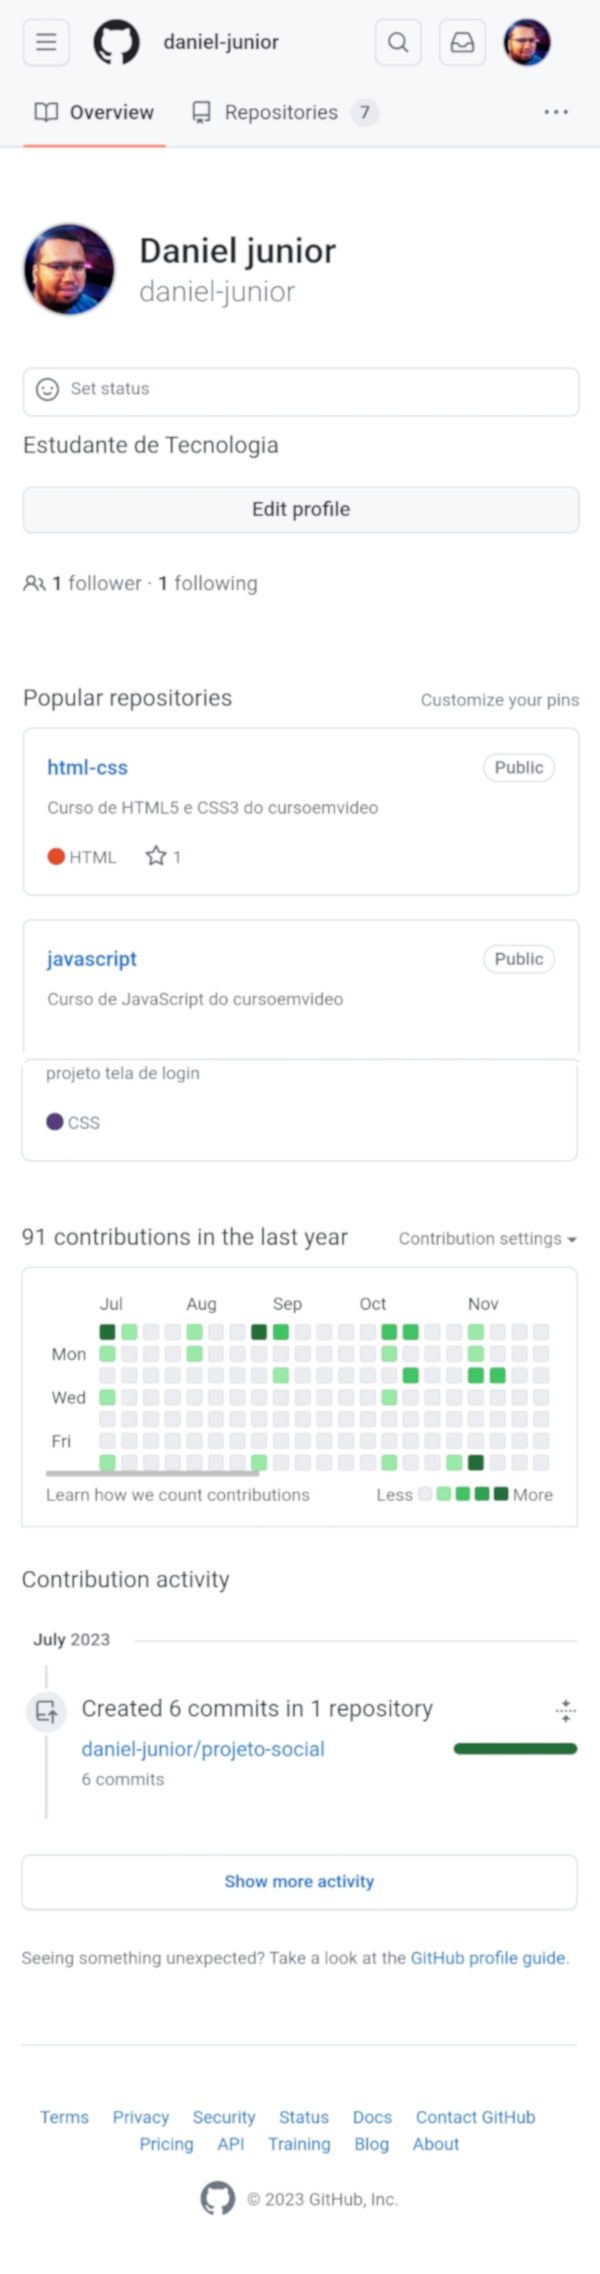 daniel-junior
Overview Repositories 7
Daniel junior
daniel-junior
Set status
Estudante de Tecnologia
Edit profile
1 follower · 1 following
Popular repositories Customize your pins
html-css Public
Curso de HTML5 e CSS3 do cursoemvideo
HTML 1
javascript Public
Curso de JavaScript do cursoemvideo
projeto tela de login
CSS
91 contributions in the last year Contribution settings
Jul Aug Sep Oct Nov
Mon
Wed
Fri
Learn how we count contributions Less More
Contribution activity
July 2023
Created 6 commits in 1 repository
daniel-junior/projeto-social
6 commits
Show more activity
Seeing something unexpected? Take a look at the GitHub profile guide.
Terms Privacy Security Status Docs Contact GitHub
Pricing API Training Blog About
© 2023 GitHub, Inc.